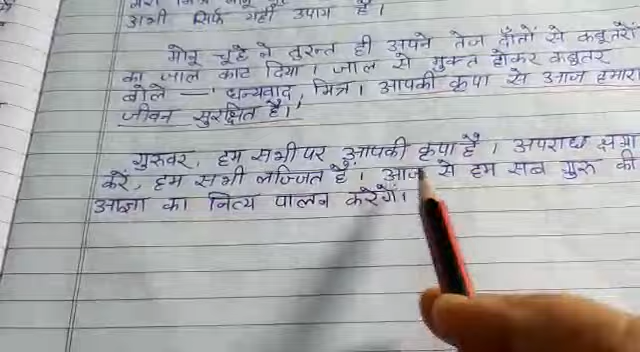 अभी सिर्फ यही उपाय है।
मोनू चूहे ने तुरन्त ही अपने तेज दाँतों से कबूतरों
का जाल काट दिया। जाल से मुक्त होकर कबूतर
बोले — 'धन्यवाद, मित्र। आपकी कृपा से आज हमारा
जीवन सुरक्षित है।'
गुरुवर, हम सभी पर आपकी कृपा है। अपराध क्षमा
करें, हम सभी लज्जित हैं। आज से हम सब गुरु की
आज्ञा का नित्य पालन करेगें।